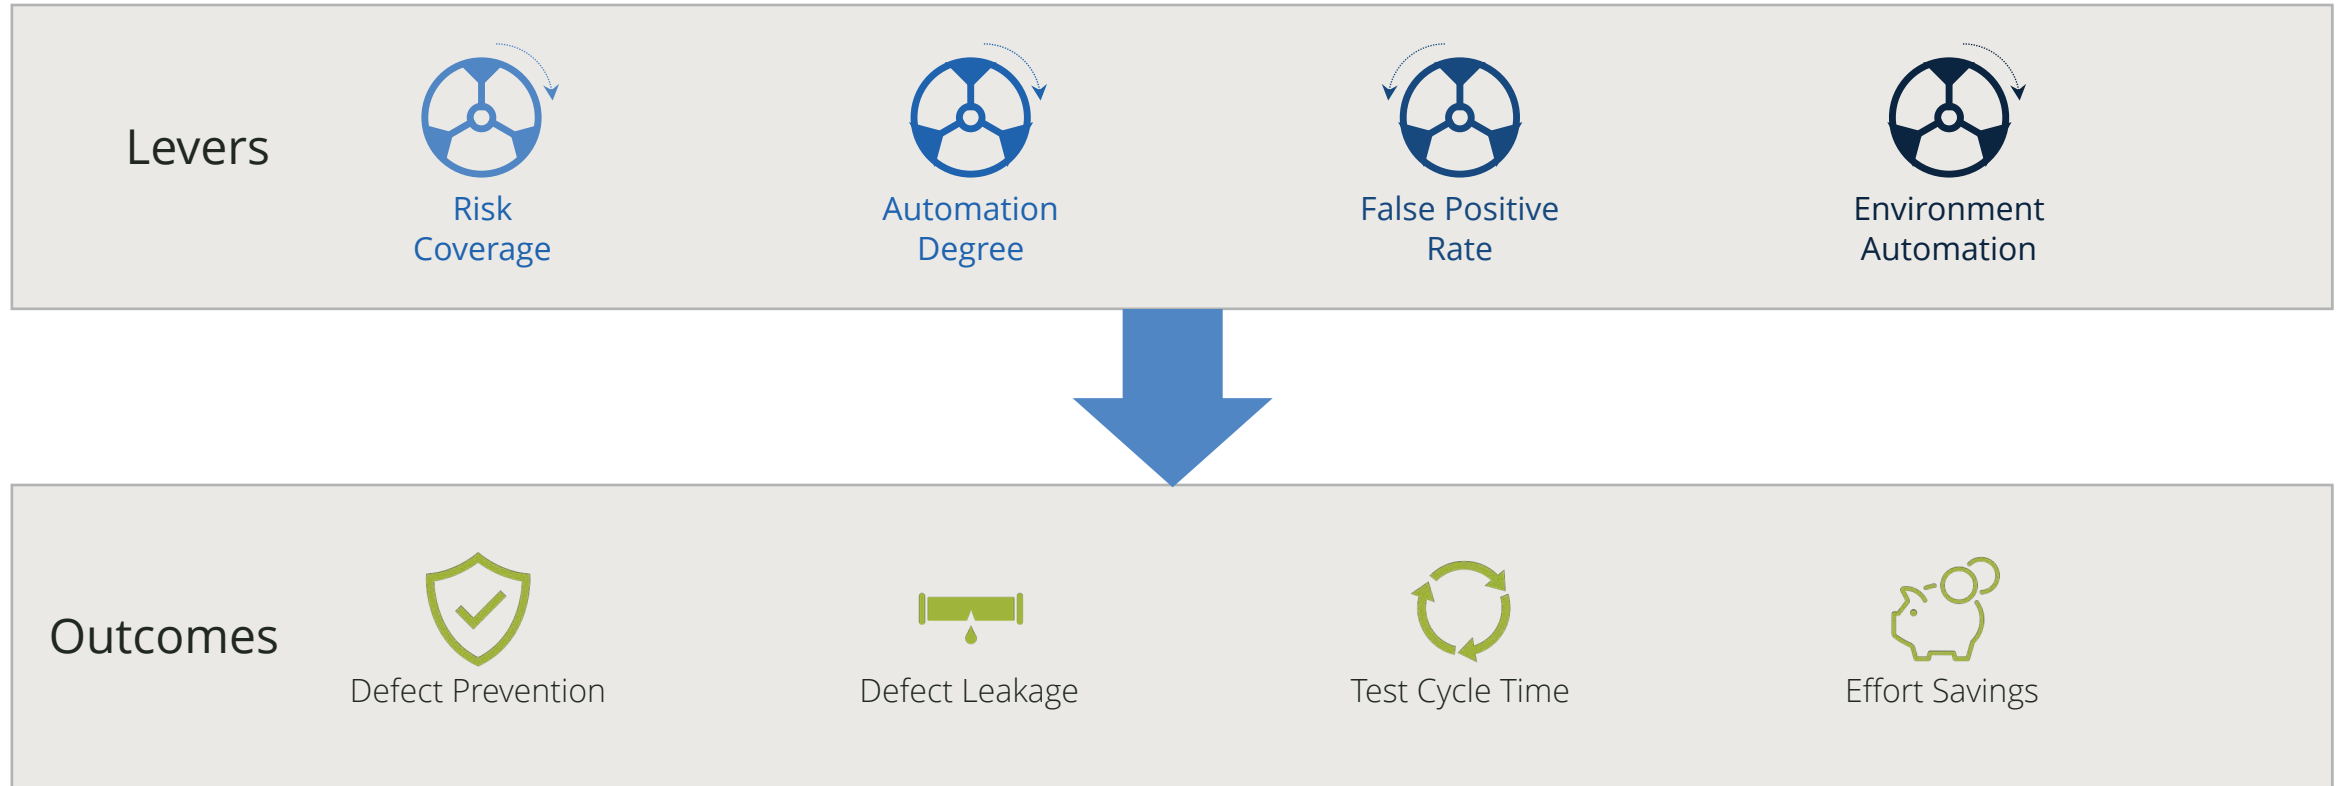 Levers
Risk
Coverage
Automation
Degree
False Positive
Rate
Environment
Automation
Outcomes
Defect Prevention
Defect Leakage
Test Cycle Time
Effort Savings